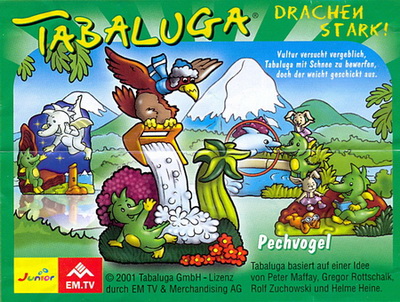 TABALUGA®
DRACHEN
STARK!
Vultur versucht vergeblich,
Tabaluga mit Schnee zu bewerfen,
doch der weicht geschickt aus.
Pechvogel
Junior
EM.TV
© 2001 Tabaluga GmbH - Lizenz
durch EM TV & Merchandising AG
Tabaluga basiert auf einer Idee
von Peter Maffay, Gregor Rottschalk,
Rolf Zuchowski und Helme Heine.